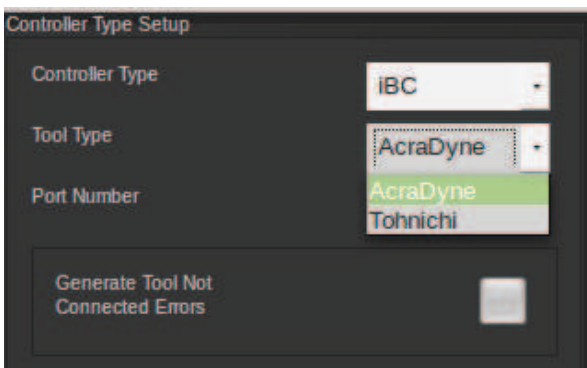 Controller Type Setup
Controller Type
iBC
Tool Type
AcraDyne
Port Number
AcraDyne
Tohnichi
Generate Tool Not
Connected Errors